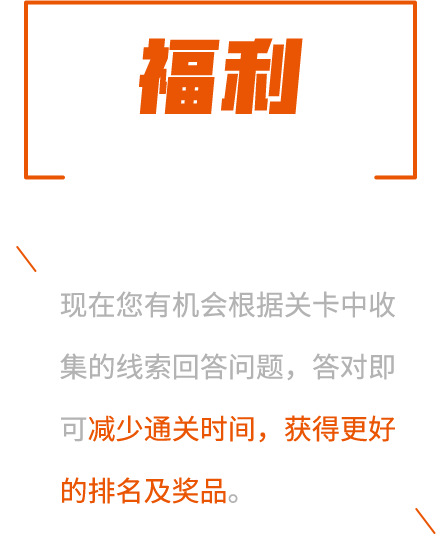 福利
现在您有机会根据关卡中收
集的线索回答问题，答对即
可减少通关时间，获得更好
的排名及奖品。